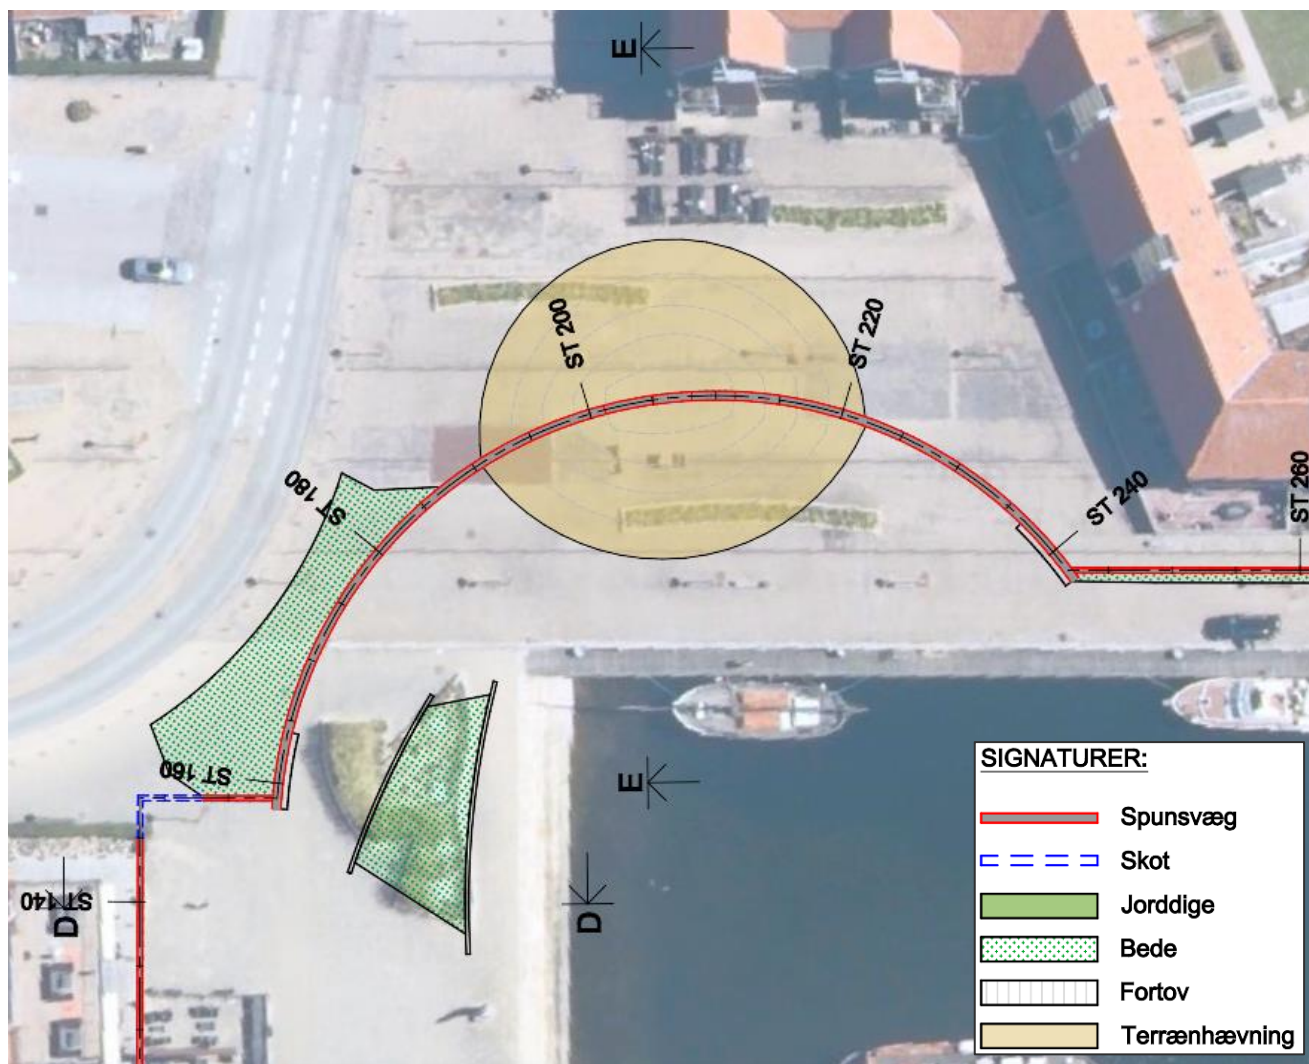 E
ST 200
ST 220
ST 180
ST 240
ST 260
ST 160
E
ST 140
D
D
SIGNATURER:
Spunsvæg
Skot
Jorddige
Bede
Fortov
Terrænhævning